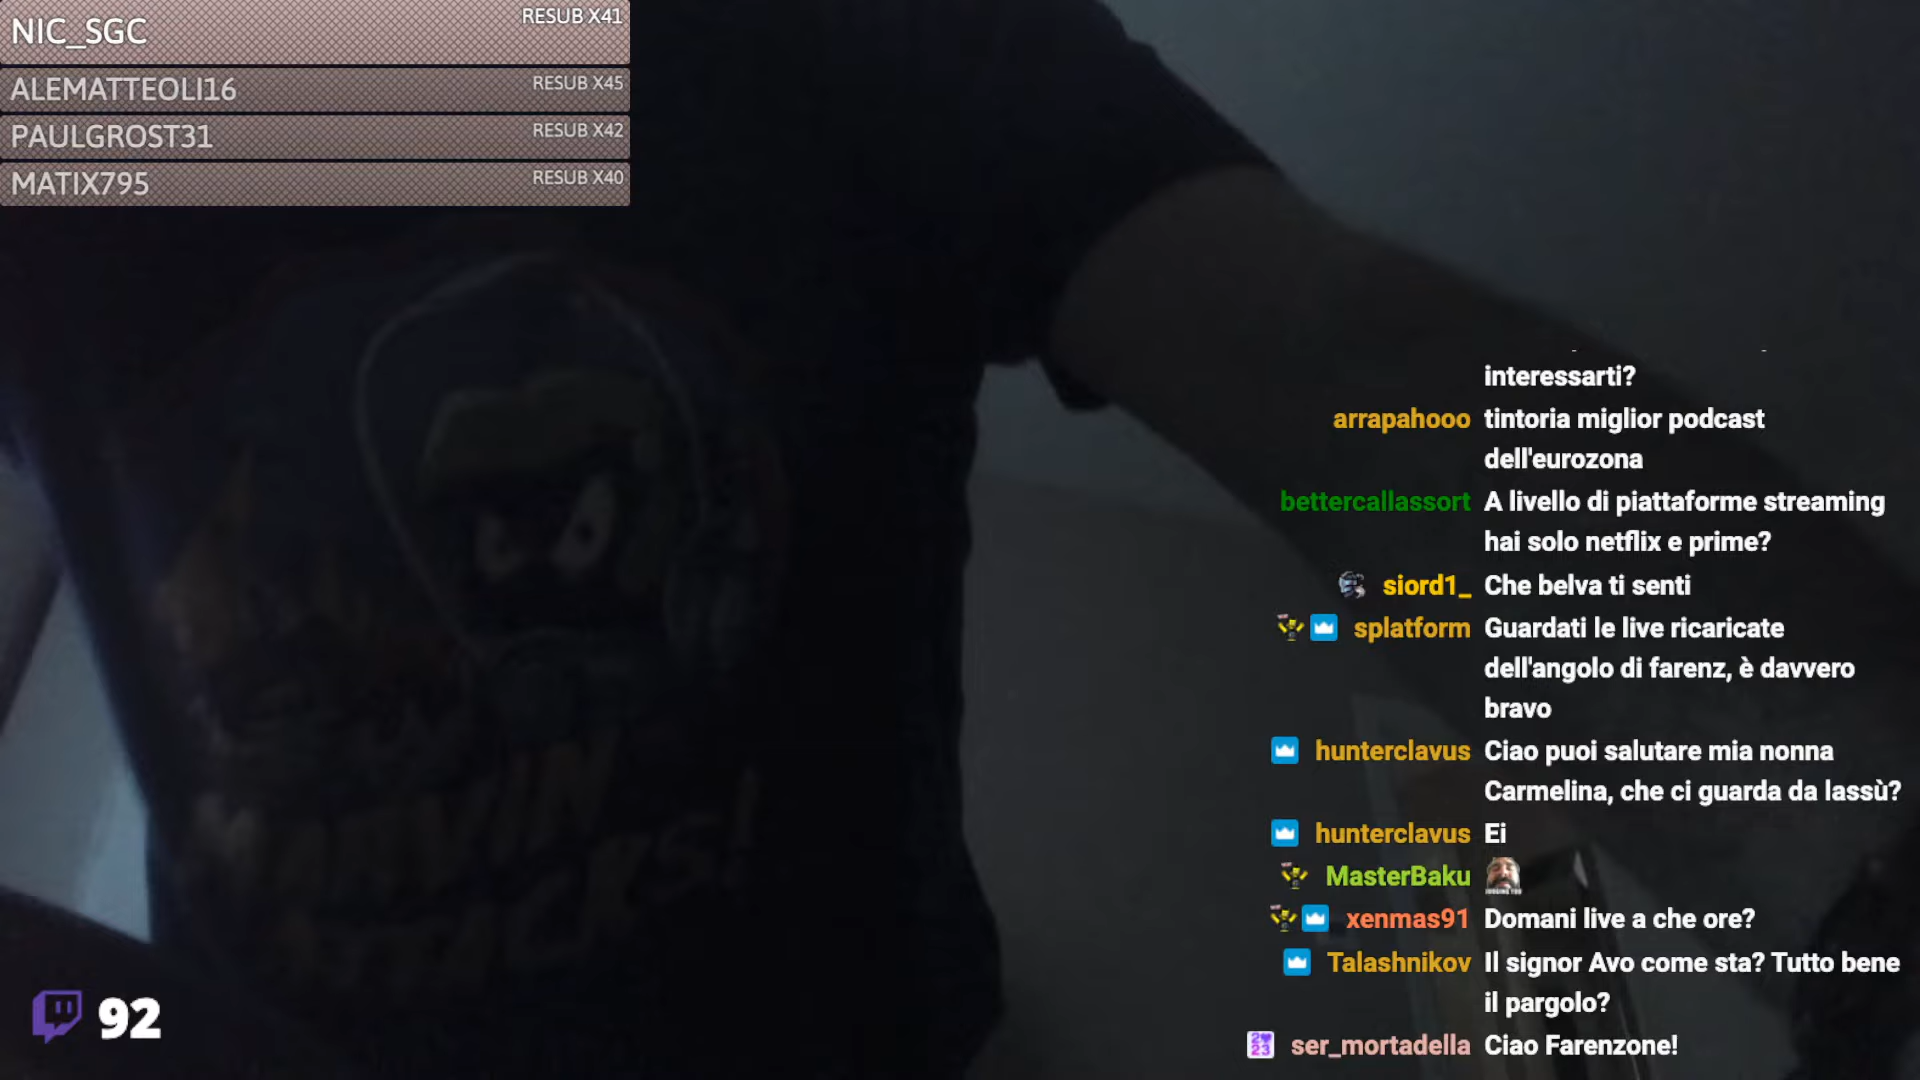 NIC_SGC RESUB X41
ALEMATTEOLI16 RESUB X45
PAULGROST31 RESUB X42
MATIX795 RESUB X40
interessarti?
arrapahooo tintoria miglior podcast
dell'eurozona
bettercallassort A livello di piattaforme streaming
hai solo netflix e prime?
siord1_ Che belva ti senti
splatform Guardati le live ricaricate
dell'angolo di farenz, è davvero
bravo
hunterclavus Ciao puoi salutare mia nonna
Carmelina, che ci guarda da lassù?
hunterclavus Ei
MasterBaku
xenmas91 Domani live a che ore?
Talashnikov Il signor Avo come sta? Tutto bene
il pargolo?
ser_mortadella Ciao Farenzone!
92